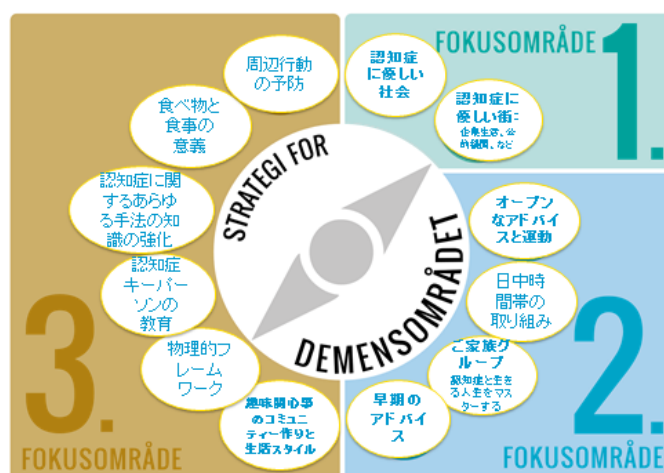 FOKUSOMRÅDE
1.
認知症
に優しい
社会
認知症に
優しい街：
企業生活、公
的機関、など
オープン
なアドバイ
スと運動
日中時
間帯の
取り組み
ご家族グ
ループ
認知症と生き
る人生をマス
ターする
早期の
アドバイ
ス
2.
FOKUSOMRÅDE
周辺行動
の予防
食べ物と
食事の
意義
認知症に関
するあらゆ
る手法の知
識の強化
認知症
キーパー
ソンの
教育
物理的フ
レーム
ワーク
趣味関心事
のコミュニ
ティー作りと
生活スタイル
3.
FOKUSOMRÅDE
STRATEGI FOR
DEMENSOMRÅDET